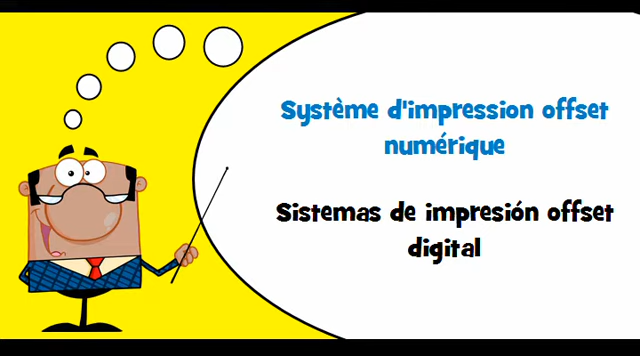 Système d'impression offset
numérique
Sistemas de impresión offset
digital